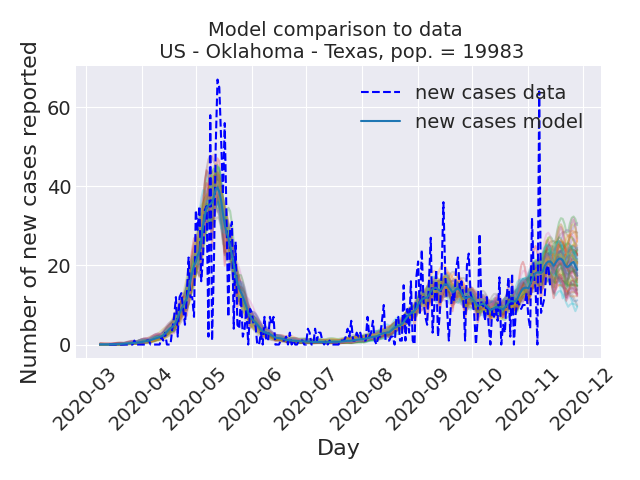 Model comparison to data
US - Oklahoma - Texas, pop. = 19983
Number of new cases reported
60
40
20
0
new cases data
new cases model
2020-03
2020-04
2020-05
2020-06
2020-07
2020-08
2020-09
2020-10
2020-11
2020-12
Day